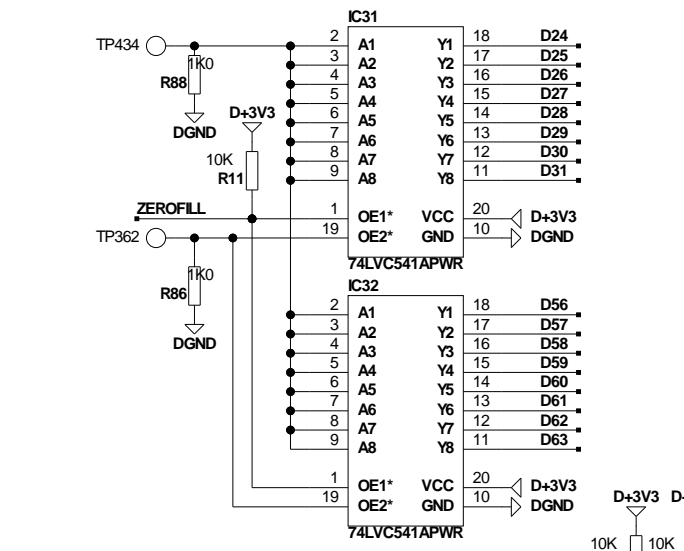 IC31
TP434
2 A1 Y1 18 D24
3 A2 Y2 17 D25
1K0
4 A3 Y3 16 D26
R88
5 A4 Y4 15 D27
D+3V3
6 A5 Y5 14 D28
DGND
7 A6 Y6 13 D29
10K
8 A7 Y7 12 D30
R11
9 A8 Y8 11 D31
ZEROFILL
1 OE1* VCC 20 D+3V3
TP362
19 OE2* GND 10 DGND
74LVC541APWR
1K0
R86
IC32
2 A1 Y1 18 D56
3 A2 Y2 17 D57
DGND
4 A3 Y3 16 D58
5 A4 Y4 15 D59
6 A5 Y5 14 D60
7 A6 Y6 13 D61
8 A7 Y7 12 D62
9 A8 Y8 11 D63
1 OE1* VCC 20 D+3V3
19 OE2* GND 10 DGND
74LVC541APWR
D+3V3 D+
10K 10K